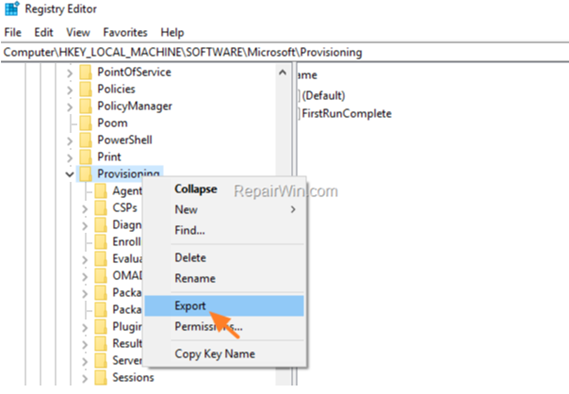 Registry Editor
File Edit View Favorites Help
Computer\HKEY_LOCAL_MACHINE\SOFTWARE\Microsoft\Provisioning
PointOfService
Policies
PolicyManager
Poom
PowerShell
Print
Provisioning
Agent
CSPs
Diagn
Enroll
Evalua
OMAD
Packa
Packa
Plugin
Result
Server
Sessions
ame
(Default)
FirstRunComplete
Collapse
New
Find...
Delete
Rename
Export
Permissions...
Copy Key Name
RepairWin.com